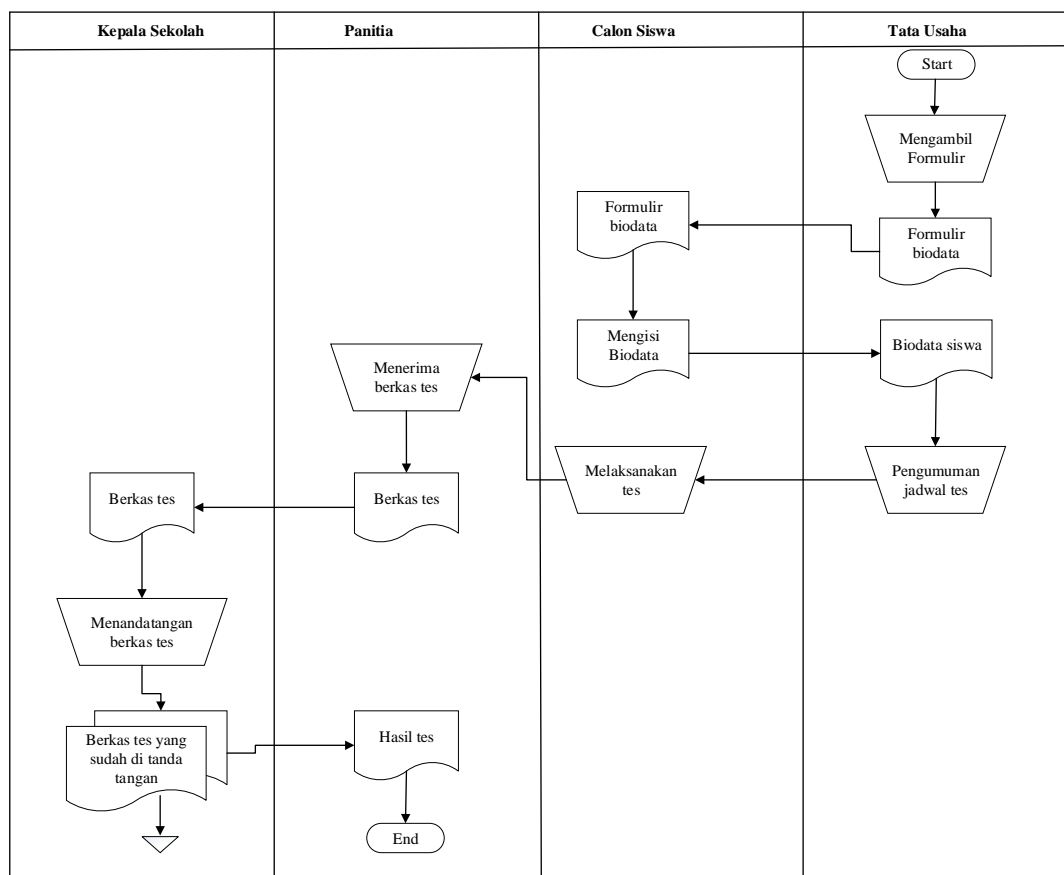 Kepala Sekolah
Panitia
Calon Siswa
Tata Usaha
Start
Mengambil
Formulir
Formulir
biodata
Formulir
biodata
Mengisi
Biodata
Biodata siswa
Pengumuman
jadwal tes
Melaksanakan
tes
Menerima
berkas tes
Berkas tes
Berkas tes
Menandatangan
berkas tes
Berkas tes yang
sudah di tanda
tangan
Hasil tes
End